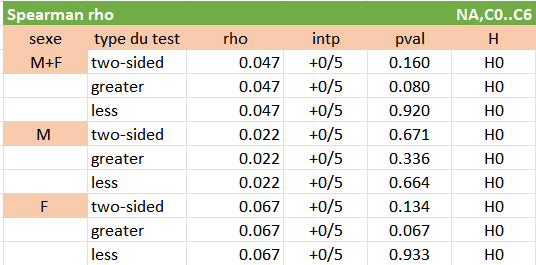 Spearman rho NA,C0..C6
sexe type du test rho intp pval H
M+F two-sided 0.047 +0/5 0.160 H0
greater 0.047 +0/5 0.080 H0
less 0.047 +0/5 0.920 H0
M two-sided 0.022 +0/5 0.671 H0
greater 0.022 +0/5 0.336 H0
less 0.022 +0/5 0.664 H0
F two-sided 0.067 +0/5 0.134 H0
greater 0.067 +0/5 0.067 H0
less 0.067 +0/5 0.933 H0